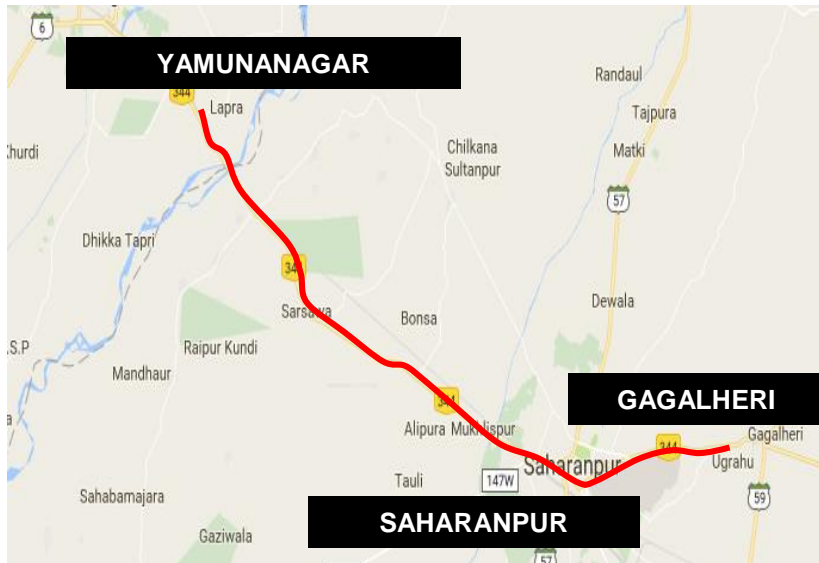 6
YAMUNANAGAR
344
Lapra
Randaul
Tajpura
Khurdi
Chilkana
Sultanpur
Matki
57
Dhikka Tapri
344
Sarsawa
Dewala
Bonsa
.S.P
Raipur Kundi
Mandhaur
344
GAGALHERI
Alipura Mukhlispur
344
Gagalheri
Ugrahu
Saharanpur
Tauli
147W
Sahabamajara
59
SAHARANPUR
Gaziwala
57